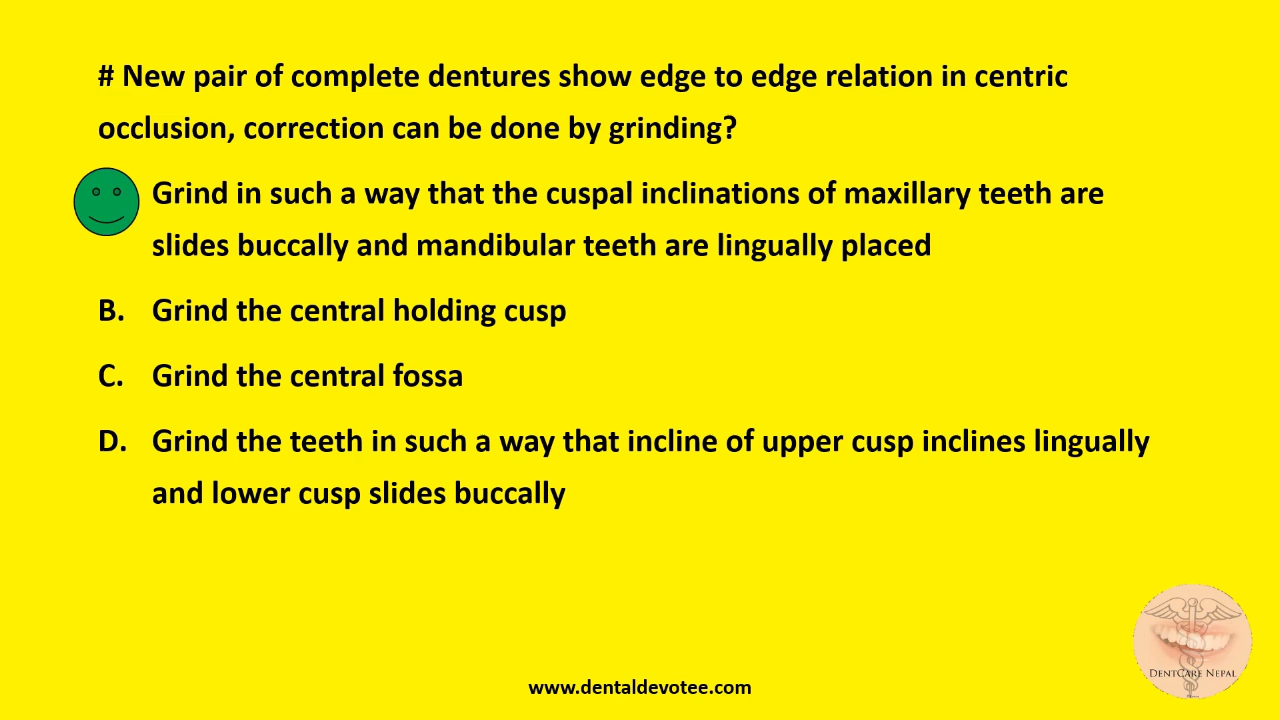 # New pair of complete dentures show edge to edge relation in centric
occlusion, correction can be done by grinding?
Grind in such a way that the cuspal inclinations of maxillary teeth are
slides buccally and mandibular teeth are lingually placed
B. Grind the central holding cusp
C. Grind the central fossa
D. Grind the teeth in such a way that incline of upper cusp inclines lingually
and lower cusp slides buccally
DENTCARE NEPAL
www.dentaldevotee.com